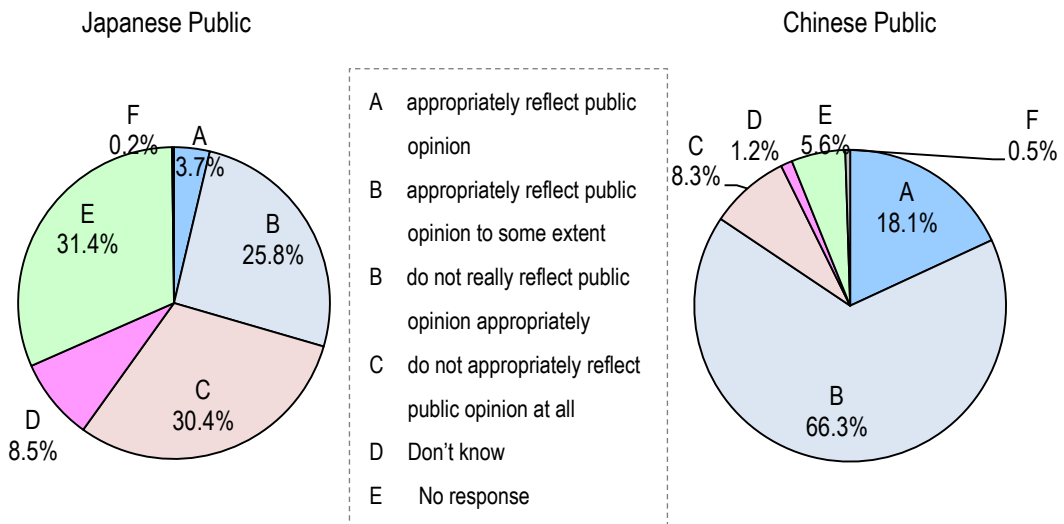 Japanese Public
F
0.2%
A
3.7%
B
25.8%
E
31.4%
C
30.4%
D
8.5%
A appropriately reflect public
opinion
B appropriately reflect public
opinion to some extent
B do not really reflect public
opinion appropriately
C do not appropriately reflect
public opinion at all
D Don't know
E No response
Chinese Public
C
8.3%
D
1.2%
E
5.6%
F
0.5%
A
18.1%
B
66.3%